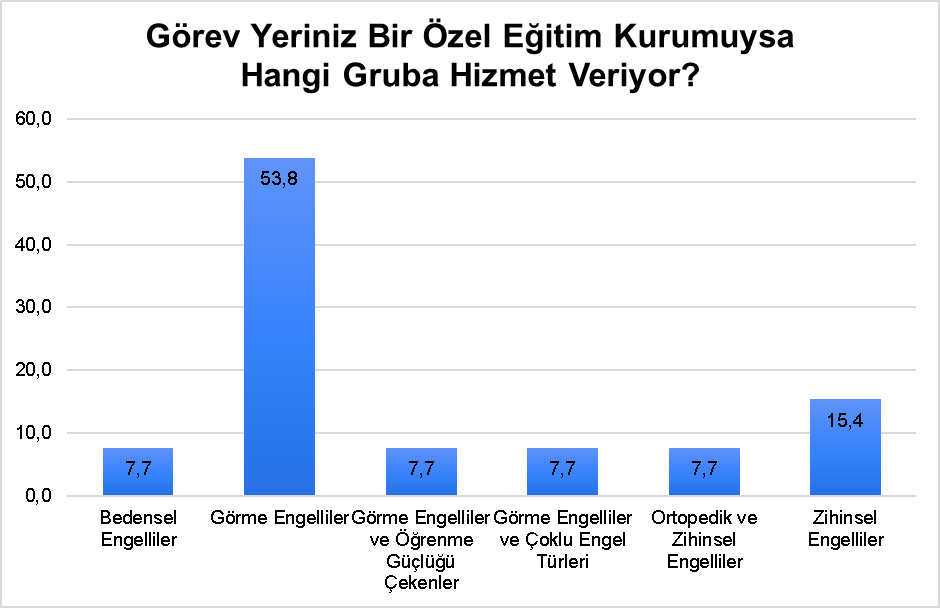 Görev Yeriniz Bir Özel Eğitim Kurumuysa
Hangi Gruba Hizmet Veriyor?
60,0
50,0
40,0
30,0
20,0
10,0
0,0
7,7
53,8
7,7
7,7
7,7
15,4
Bedensel
Engelliler
Görme Engelliler
Görme Engelliler
ve Öğrenme
Güçlüğü
Çekenler
Görme Engelliler
ve Çoklu Engel
Türleri
Ortopedik ve
Zihinsel
Engelliler
Zihinsel
Engelliler